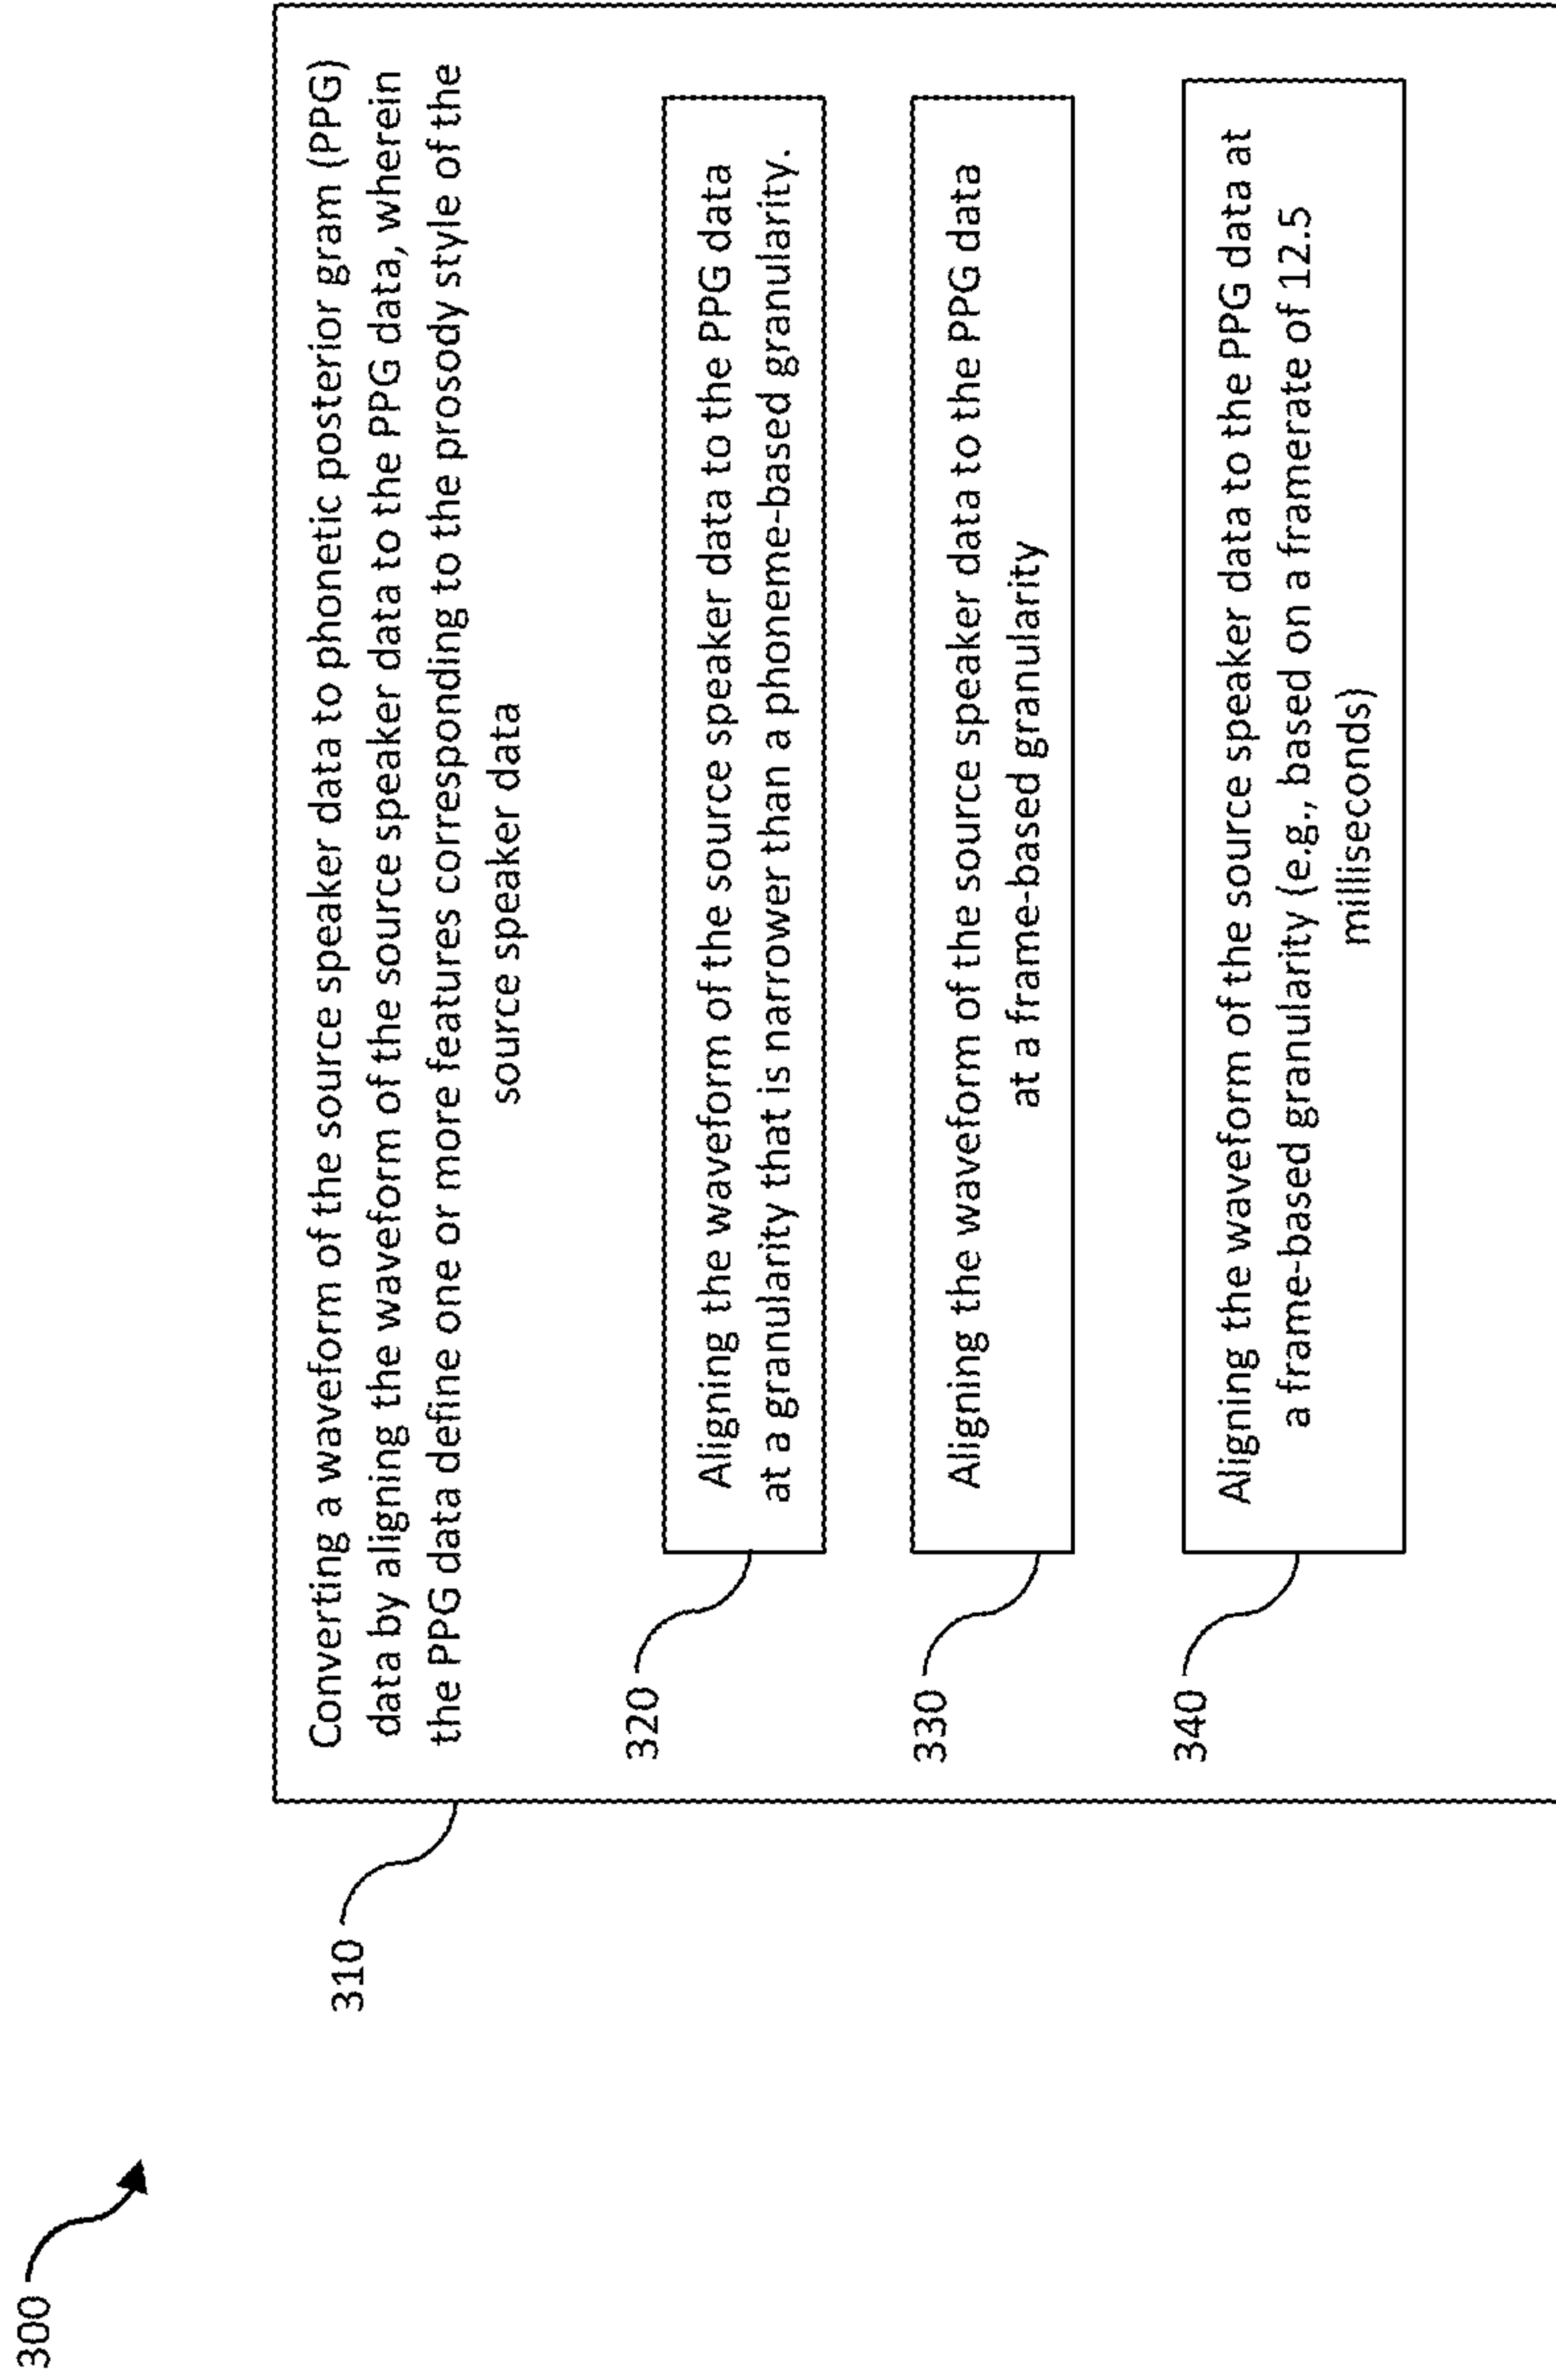 300
310
Converting a waveform of the source speaker data to phonetic posterior gram (PPG)
data by aligning the waveform of the source speaker data to the PPG data, wherein
the PPG data define one or more features corresponding to the prosody style of the
source speaker data
320
Aligning the waveform of the source speaker data to the PPG data
at a granularity that is narrower than a phoneme-based granularity.
330
Aligning the waveform of the source speaker data to the PPG data
at a frame-based granularity
340
Aligning the waveform of the source speaker data to the PPG data at
a frame-based granularity (e.g., based on a framerate of 12.5
milliseconds)